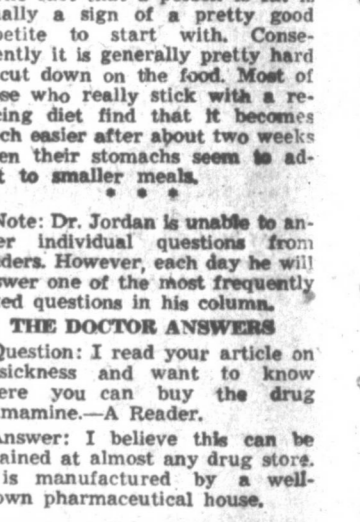 ally a sign of a pretty good
petite to start with. Conse-
ently it is generally pretty hard
cut down on the food. Most of
se who really stick with a re-
ing diet find that it becomes
ch easier after about two weeks
en their stomachs seem to ad-
t to smaller meals.
* * *
Note: Dr. Jordan is unable to an-
er individual questions from
ders. However, each day he will
swer one of the most frequently
ed questions in his column.
THE DOCTOR ANSWERS
Question: I read your article on
sickness and want to know
ere you can buy the drug
mamine.—A Reader.
Answer: I believe this can be
ained at almost any drug store.
is manufactured by a well-
own pharmaceutical house.